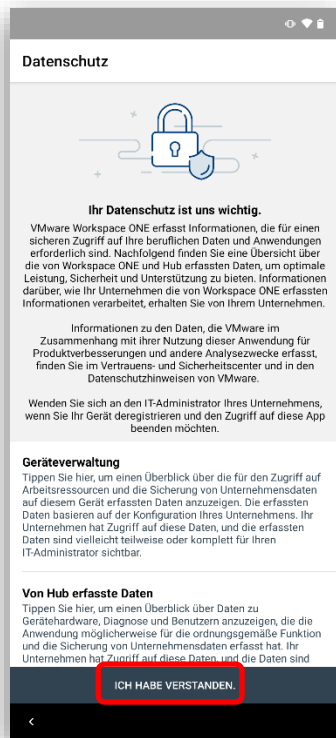 Datenschutz
Ihr Datenschutz ist uns wichtig.
VMware Workspace ONE erfasst Informationen, die für einen
sicheren Zugriff auf Ihre beruflichen Daten und Anwendungen
erforderlich sind. Nachfolgend finden Sie eine Übersicht über
die von Workspace ONE und Hub erfassten Daten, um optimale
Leistung, Sicherheit und Unterstützung zu bieten. Informationen
darüber, wie Ihr Unternehmen die von Workspace ONE erfassten
Informationen verarbeitet, erhalten Sie von Ihrem Unternehmen.
Informationen zu den Daten, die VMware im
Zusammenhang mit ihrer Nutzung dieser Anwendung für
Produktverbesserungen und andere Analysezwecke erfasst,
finden Sie im Vertrauens- und Sicherheitscenter und in den
Datenschutzhinweisen von VMware.
Wenden Sie sich an den IT-Administrator Ihres Unternehmens,
wenn Sie Ihr Gerät deregistrieren und den Zugriff auf diese App
beenden möchten.
Geräteverwaltung
Tippen Sie hier, um einen Überblick über die für den Zugriff auf
Arbeitsressourcen und die Sicherung von Unternehmensdaten
auf diesem Gerät erfassten Daten anzuzeigen. Die erfassten
Daten basieren auf der Konfiguration Ihres Unternehmens. Ihr
Unternehmen hat Zugriff auf diese Daten, und die erfassten
Daten sind vielleicht teilweise oder komplett für Ihren
IT-Administrator sichtbar.
Von Hub erfasste Daten
Tippen Sie hier, um einen Überblick über Daten zu
Gerätehardware, Diagnose und Benutzern anzuzeigen, die die
Anwendung möglicherweise für die ordnungsgemäße Funktion
und die Sicherung von Unternehmensdaten erfasst hat. Ihr
Unternehmen hat Zugriff auf diese Daten, und die Daten sind
ICH HABE VERSTANDEN.